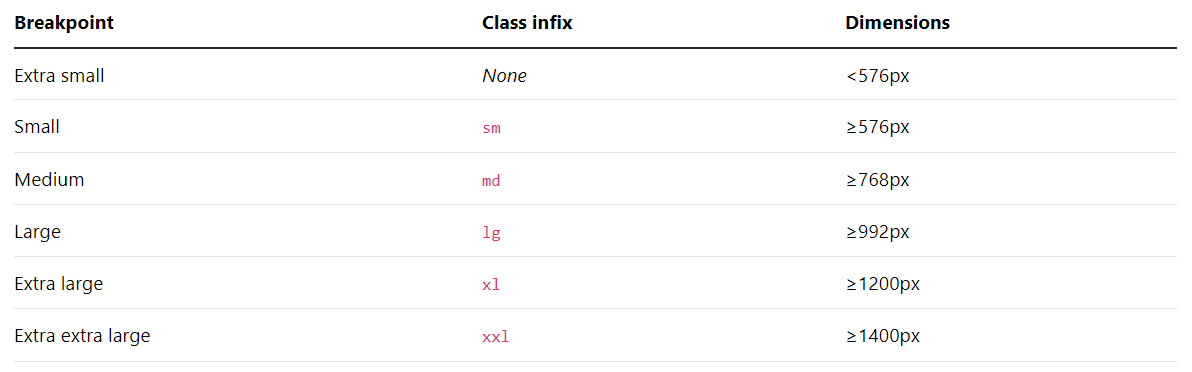 Breakpoint Class infix Dimensions
Extra small None <576px
Small sm ≥576px
Medium md ≥768px
Large lg ≥992px
Extra large xl ≥1200px
Extra extra large xxl ≥1400px